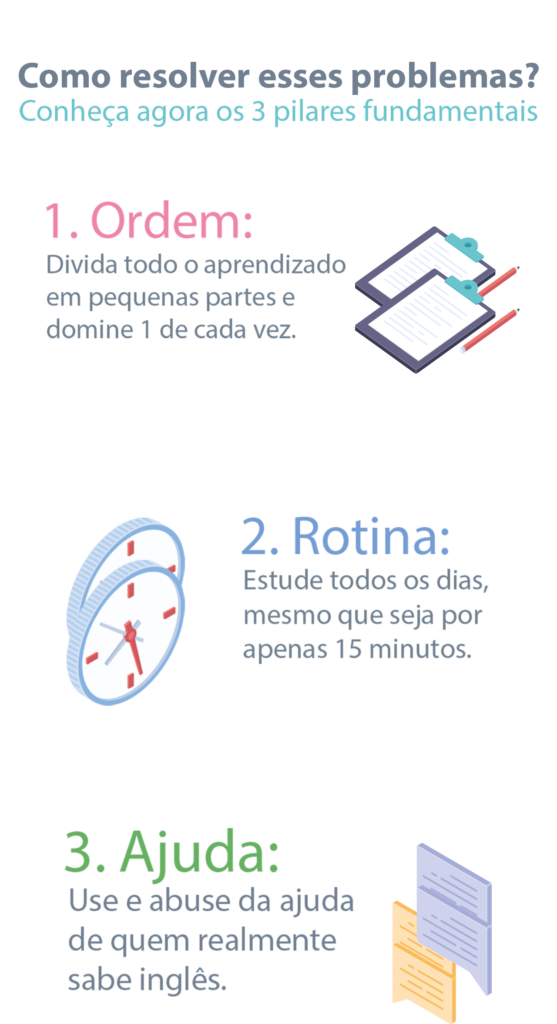 Como resolver esses problemas?
Conheça agora os 3 pilares fundamentais
1. Ordem:
Divida todo o aprendizado
em pequenas partes e
domine 1 de cada vez.
2. Rotina:
Estude todos os dias,
mesmo que seja por
apenas 15 minutos.
3. Ajuda:
Use e abuse da ajuda
de quem realmente
sabe inglês.